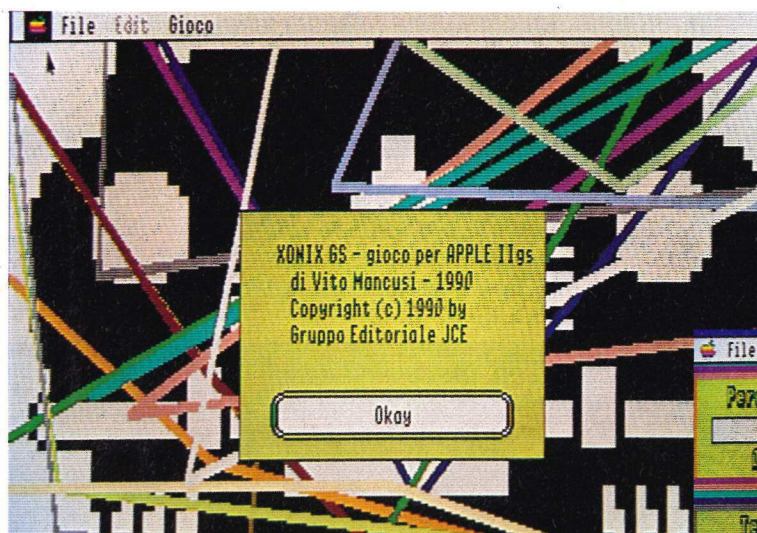 File Edit Gioco
XONIX GS - gioco per APPLE IIgs
di Vito Mancusi - 1990
Copyright (c) 1990 by
Gruppo Editoriale JCE
Okay
File